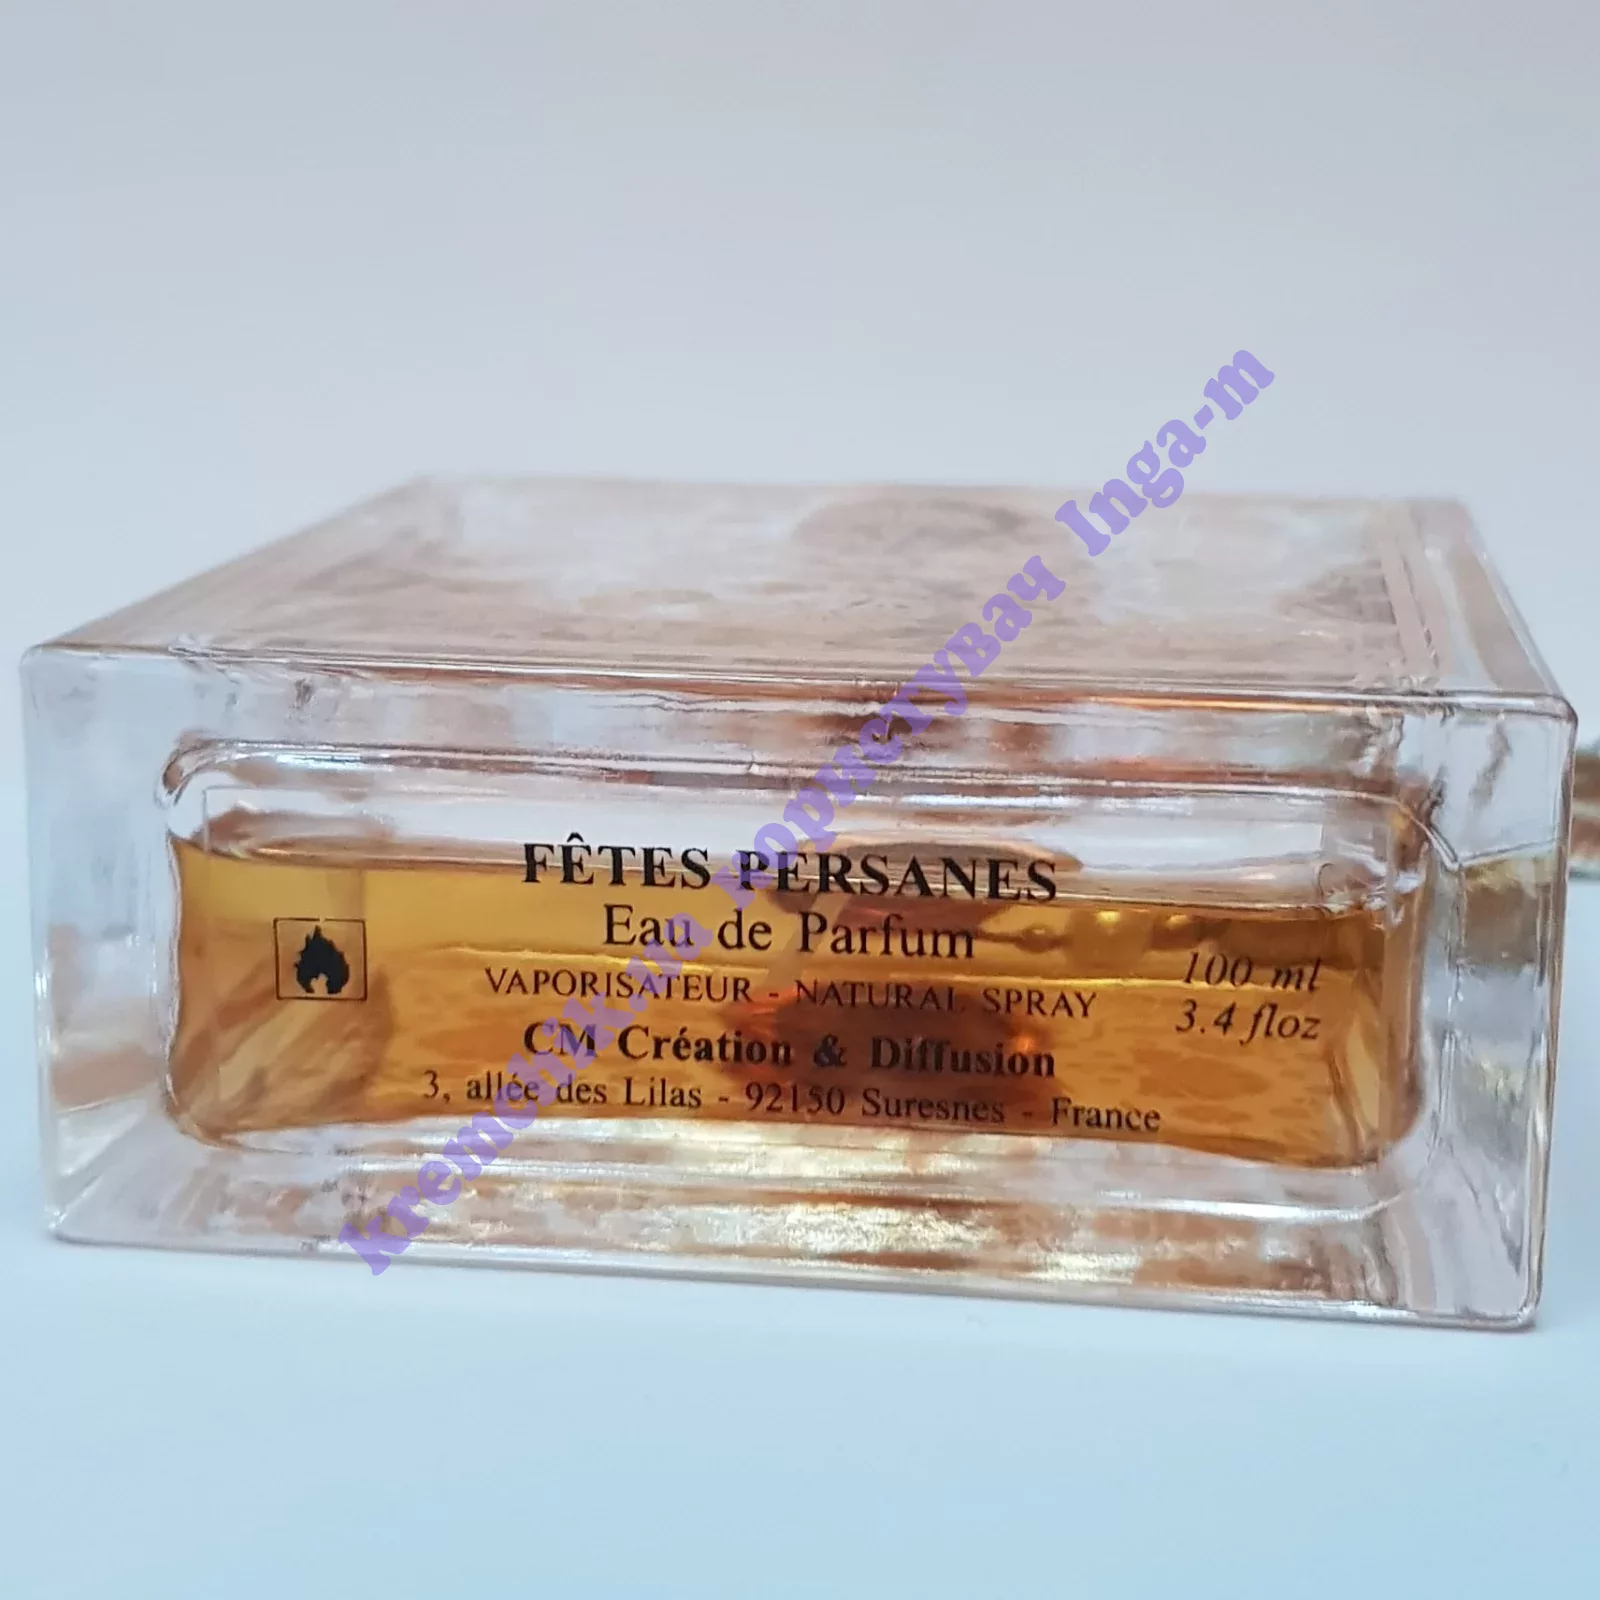 FÊTES PERSANES
Eau de Parfum
VAPORISATEUR - NATURAL SPRAY
100 ml
3.4 floz
CM Création & Diffusion
3, allée des Lilas - 92150 Suresnes - France
Inga-m